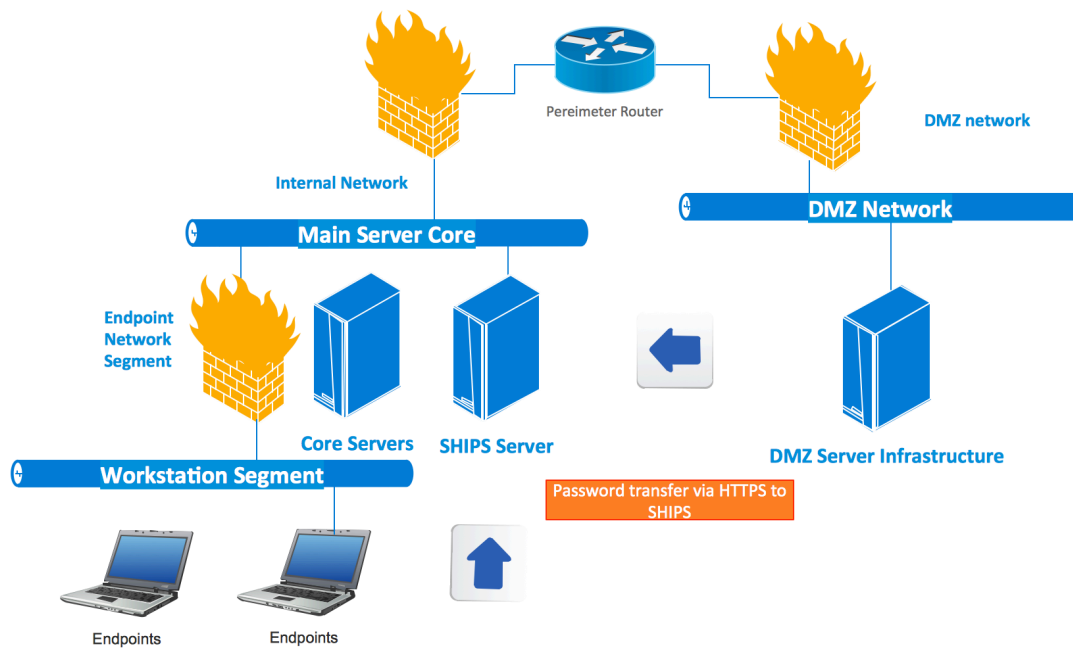 Pereimeter Router
DMZ network
Internal Network
DMZ Network
Main Server Core
Endpoint
Network
Segment
Core Servers
SHIPS Server
DMZ Server Infrastructure
Workstation Segment
Password transfer via HTTPS to
SHIPS
Endpoints
Endpoints